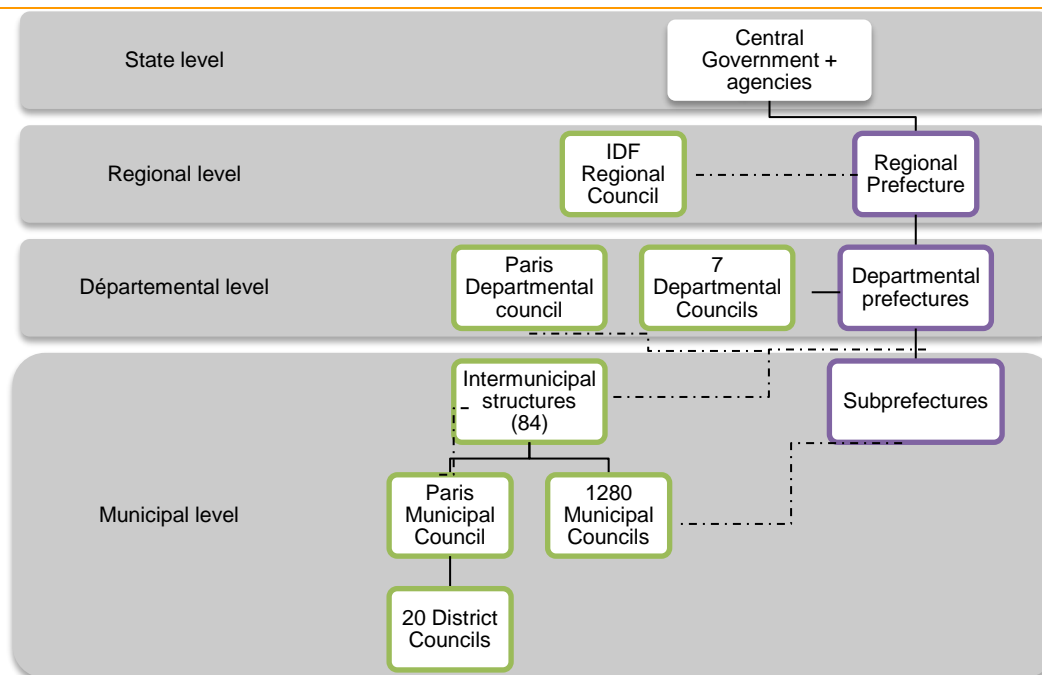 State level
Central
Government +
agencies
Regional level
IDF
Regional
Council
Regional
Prefecture
Départemental level
Paris
Departmental
council
7
Departmental
Councils
Departmental
prefectures
Municipal level
Intermunicipal
structures
(84)
Subprefectures
Paris
Municipal
Council
1280
Municipal
Councils
20 District
Councils